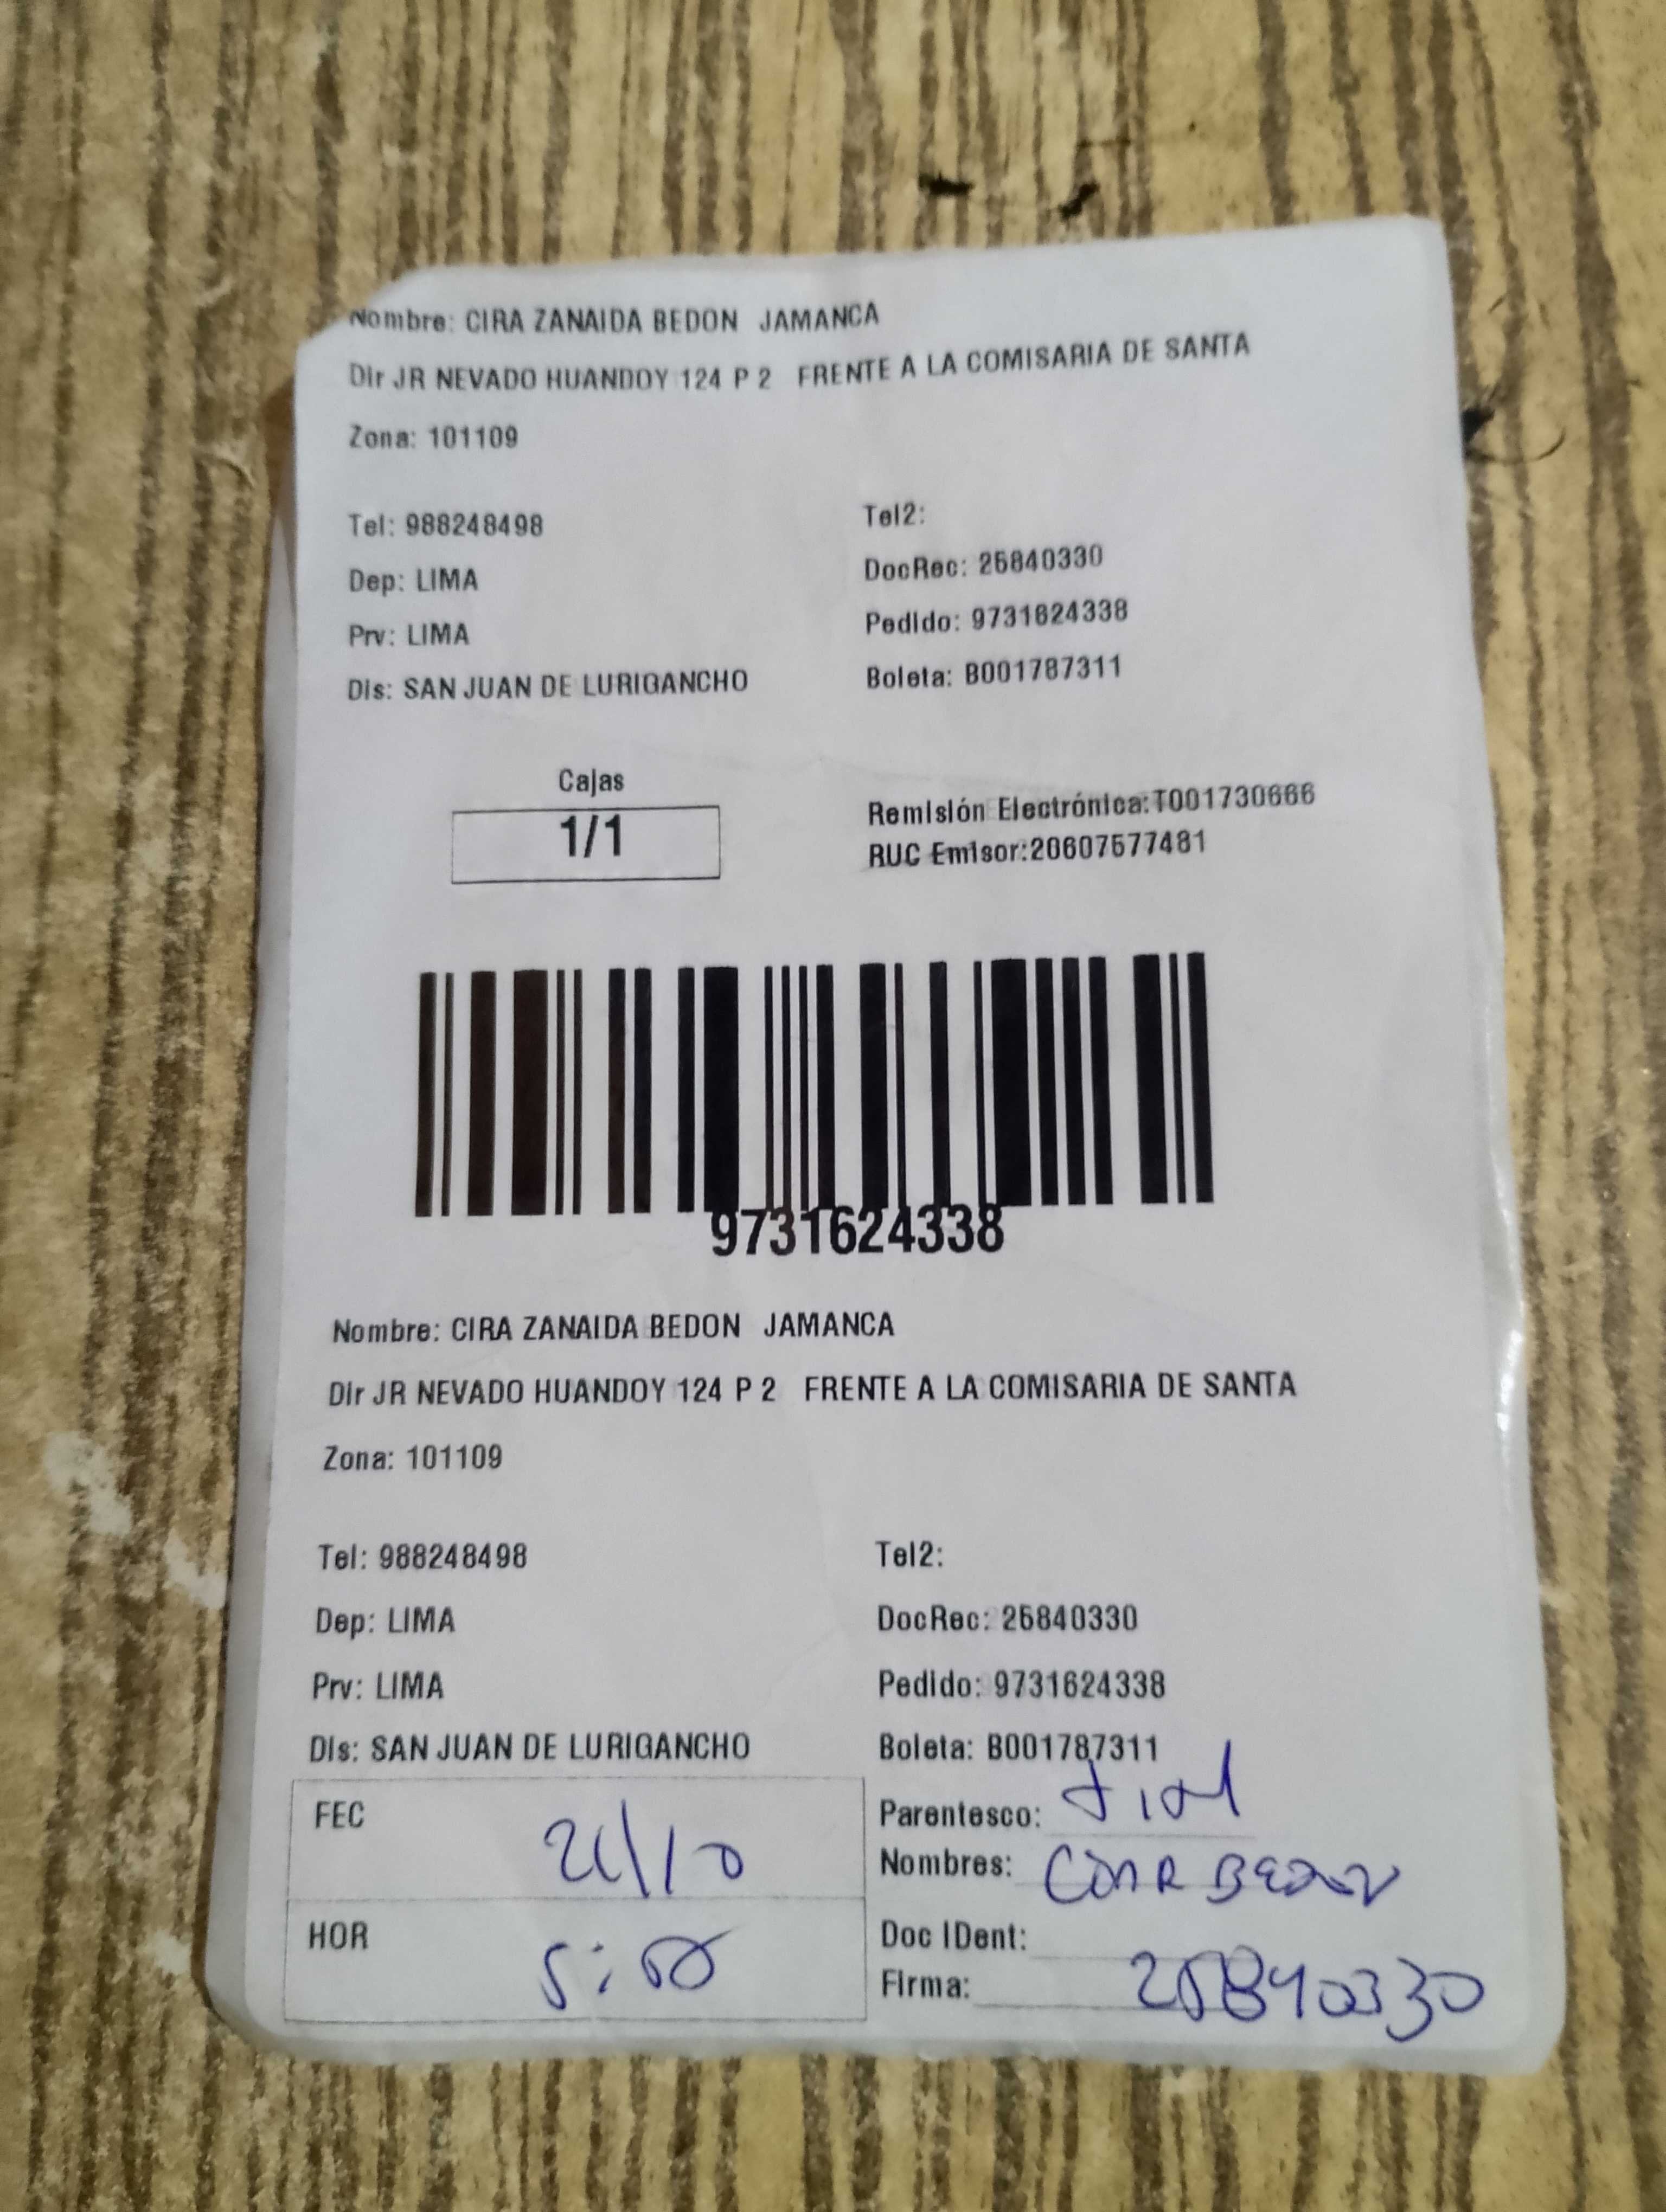 Nombre: CIRA ZANAIDA BEDON JAMANCA
Dir JR NEVADO HUANDOY 124 P 2 FRENTE A LA COMISARIA DE SANTA
Zona: 101109
Tel: 988248498 Tel2:
Dep: LIMA DocRec: 25840330
Prv: LIMA Pedido: 9731624338
Dis: SAN JUAN DE LURIGANCHO Boleta: B001787311
Cajas
1/1
Remisión Electrónica:T001730666
RUC Emisor:20607577481
9731624338
Nombre: CIRA ZANAIDA BEDON JAMANCA
Dir JR NEVADO HUANDOY 124 P 2 FRENTE A LA COMISARIA DE SANTA
Zona: 101109
Tel: 988248498 Tel2:
Dep: LIMA DocRec: 25840330
Prv: LIMA Pedido: 9731624338
Dis: SAN JUAN DE LURIGANCHO Boleta: B001787311
FEC
Parentesco:
Nombres:
HOR
Doc IDent:
Firma: 25840330